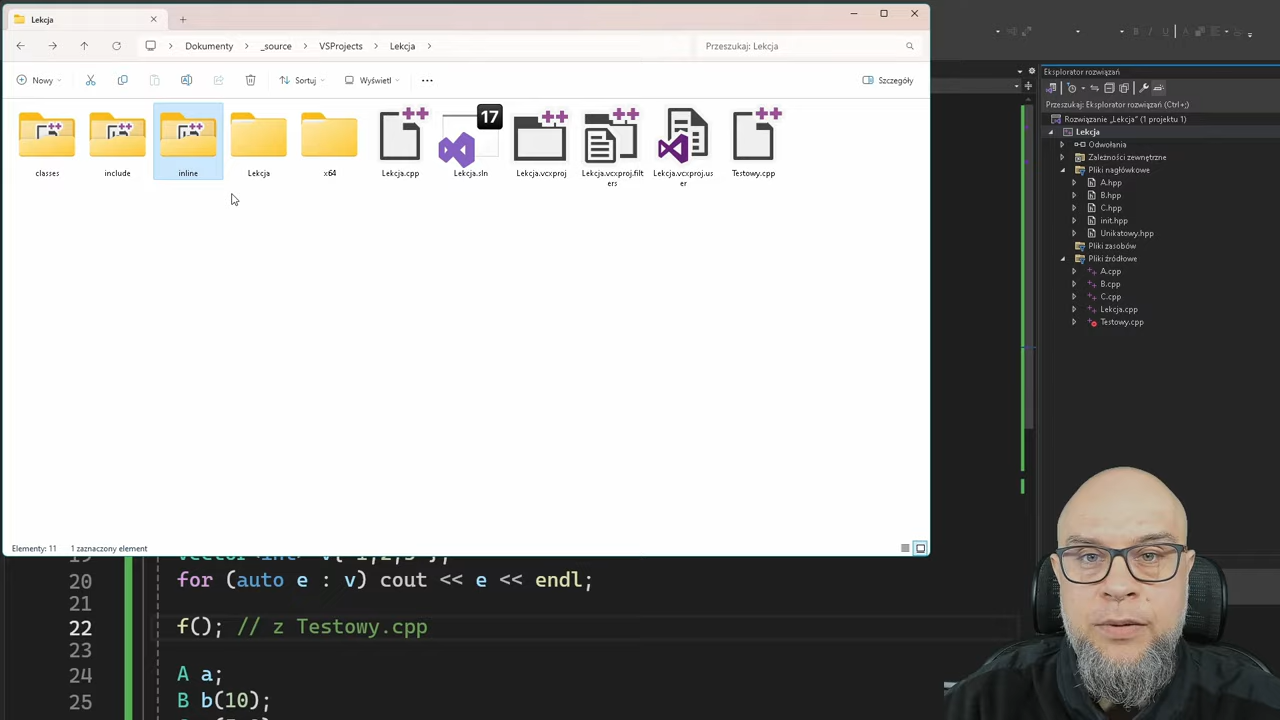 Lekcja
Dokumenty > _source > VSProjects > Lekcja >
Przeszukaj: Lekcja
Nowy
Sortuj
Wyświetl
Szczegóły
17
classes
include
inline
Lekcja
x64
Lekcja.cpp
Lekcja.sln
Lekcja.vcxproj
Lekcja.vcxproj.filt
ers
Lekcja.vcxproj.us
er
Testowy.cpp
Elementy: 11
1 zaznaczony element
Eksplorator rozwiązań
Przeszukaj: Eksplorator rozwiązań (Ctrl+;)
Rozwiązanie „Lekcja” (1 projektu 1)
Lekcja
Odwołania
Zależności zewnętrzne
Pliki nagłówkowe
A.hpp
B.hpp
C.hpp
init.hpp
Unikatowy.hpp
Pliki zasobów
Pliki źródłowe
A.cpp
B.cpp
C.cpp
Lekcja.cpp
Testowy.cpp
20 for (auto e : v) cout << e << endl;
21
22 f(); // z Testowy.cpp
23
24 A a;
25 B b(10);